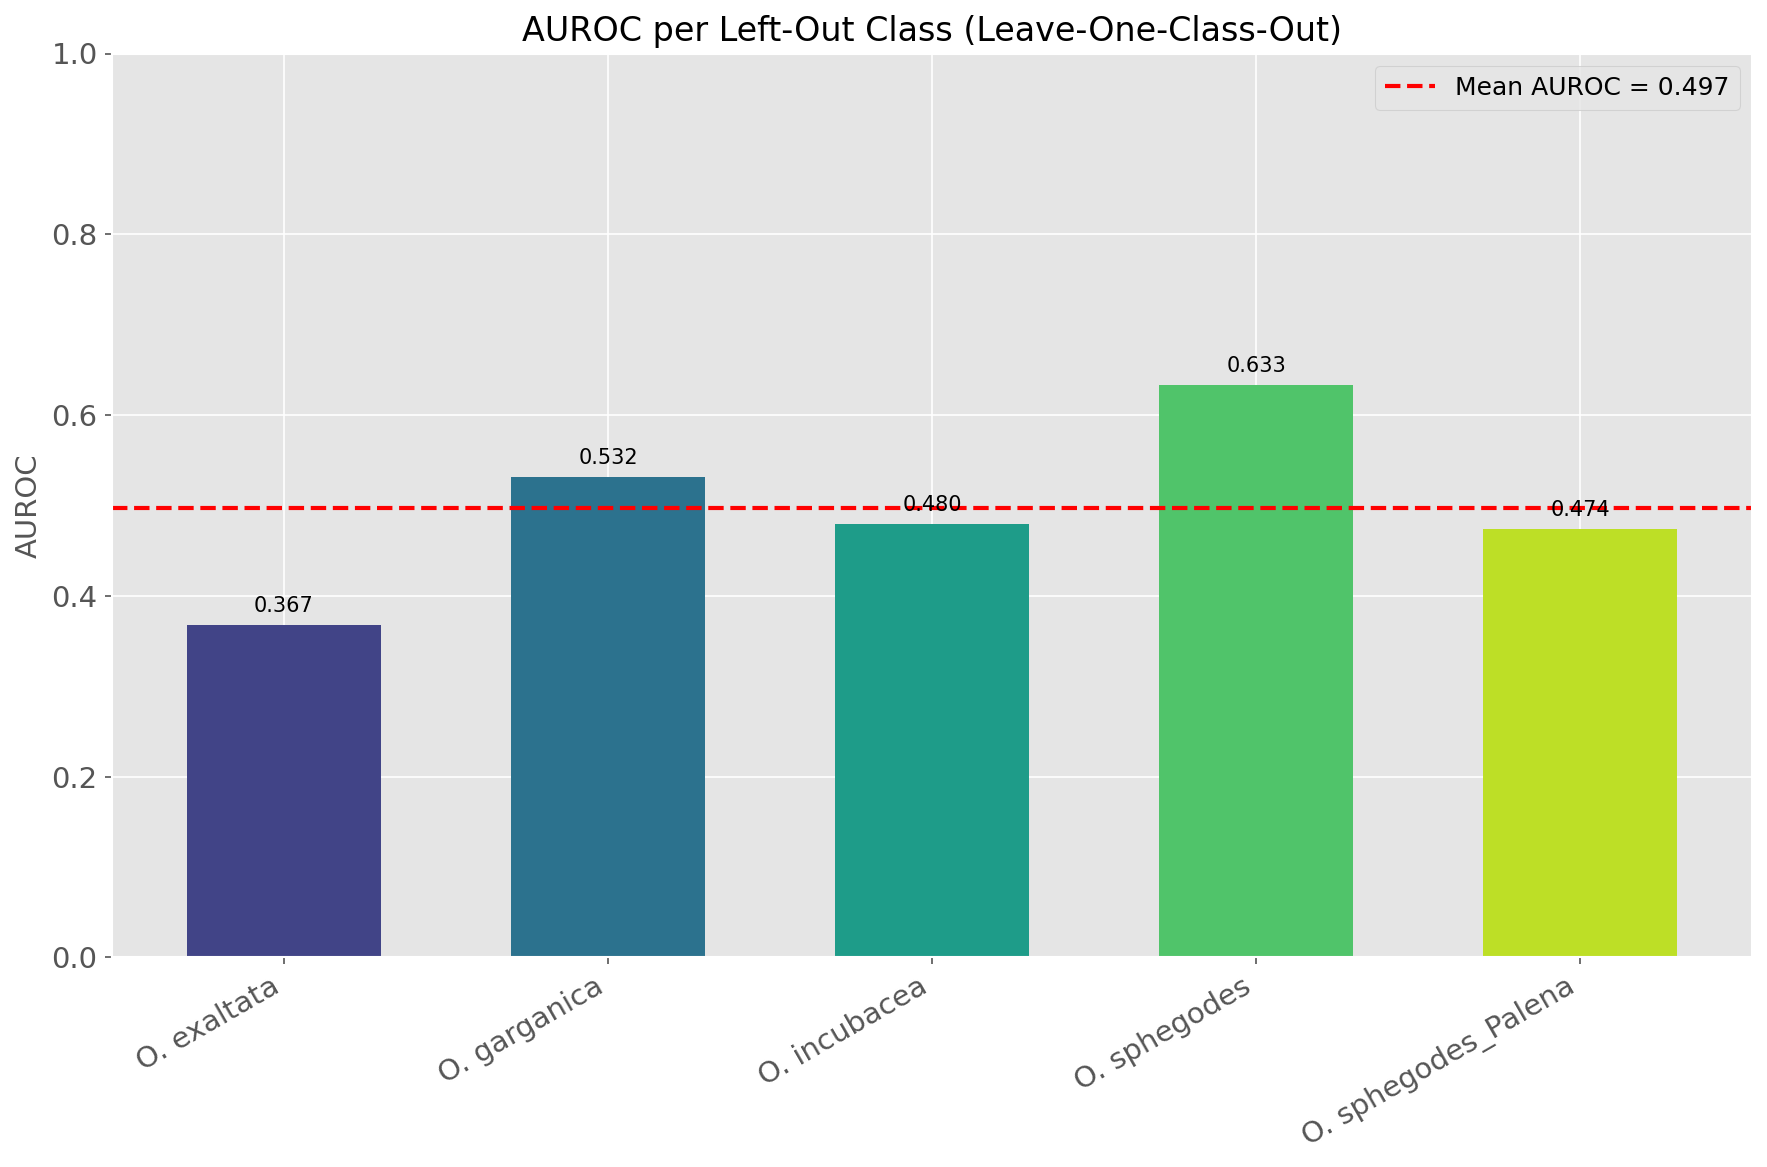 AUROC per Left-Out Class (Leave-One-Class-Out)
Mean AUROC = 0.497
1.0
0.8
0.6
0.4
0.2
0.0
AUROC
0.367
0.532
0.480
0.633
0.474
O. exaltata
O. garganica
O. incubacea
O. sphegodes
O. sphegodes_Palena